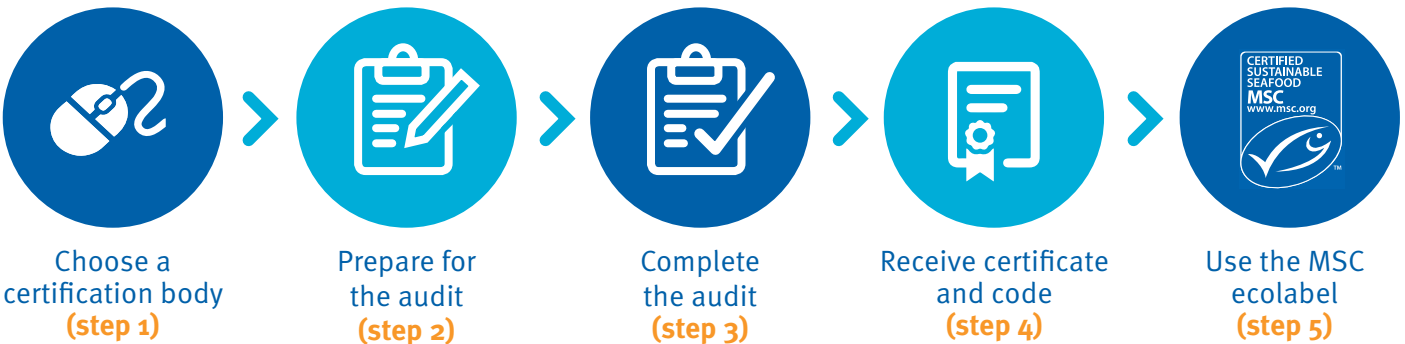 CERTIFIED
SUSTAINABLE
SEAFOOD
MSC
www.msc.org
TM
Choose a
certification body
(step 1)
Prepare for
the audit
(step 2)
Complete
the audit
(step 3)
Receive certificate
and code
(step 4)
Use the MSC
ecolabel
(step 5)